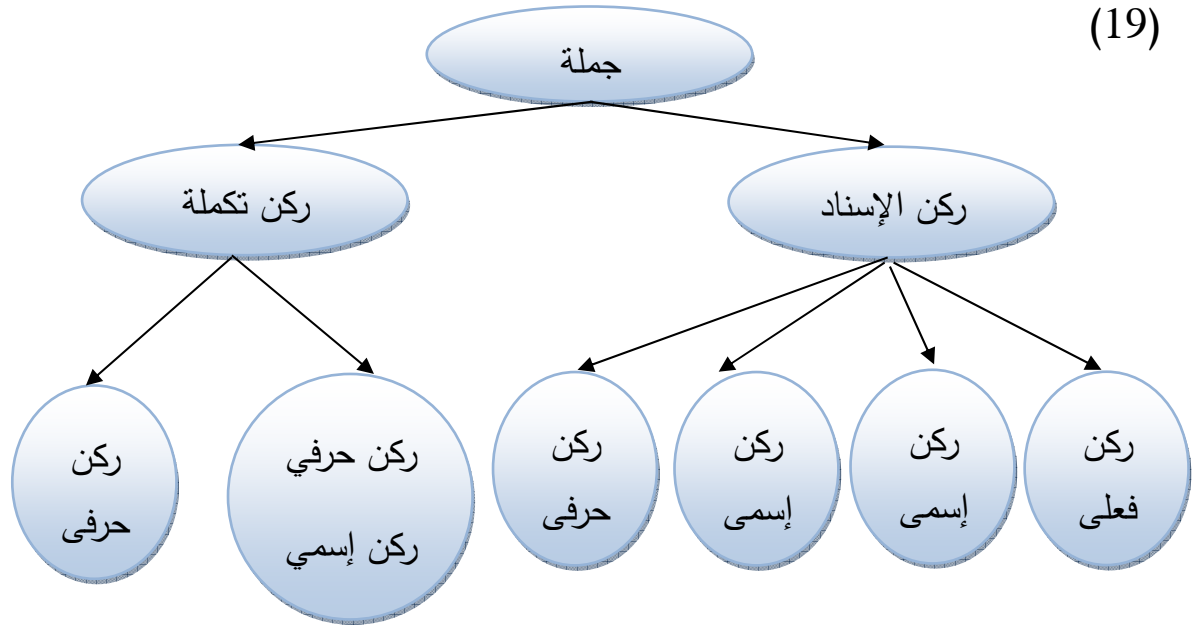 (19)
جملة
ركن الإسناد
ركن تكملة
ركن
فعلى
ركن
إسمى
ركن
إسمى
ركن
حرفى
ركن حرفي
ركن إسمي
ركن
حرفى